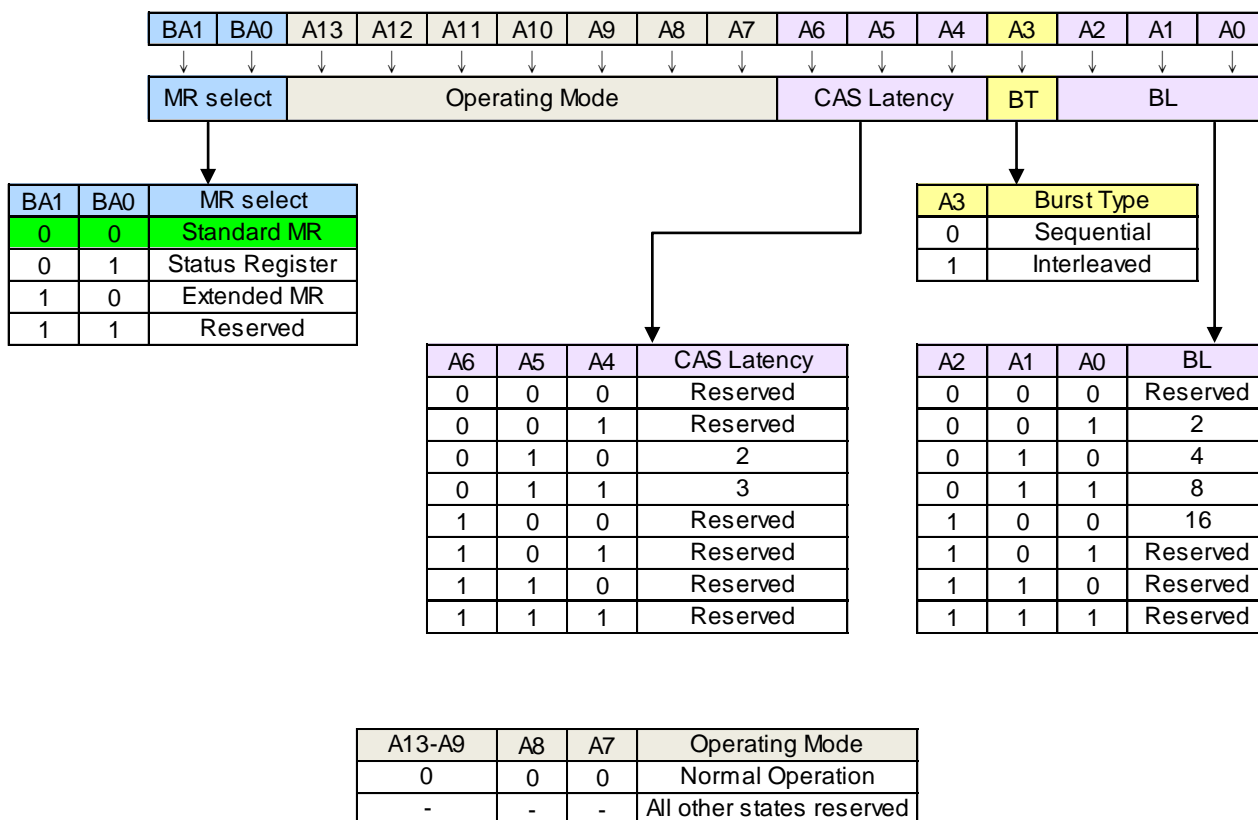 BA1 BA0 A13 A12 A11 A10 A9 A8 A7 A6 A5 A4 A3 A2 A1 A0
↓ ↓ ↓ ↓ ↓ ↓ ↓ ↓ ↓ ↓ ↓ ↓ ↓ ↓ ↓ ↓
MR select Operating Mode CAS Latency BT BL
BA1 BA0 MR select
0 0 Standard MR
0 1 Status Register
1 0 Extended MR
1 1 Reserved
A3 Burst Type
0 Sequential
1 Interleaved
A6 A5 A4 CAS Latency
0 0 0 Reserved
0 0 1 Reserved
0 1 0 2
0 1 1 3
1 0 0 Reserved
1 0 1 Reserved
1 1 0 Reserved
1 1 1 Reserved
A2 A1 A0 BL
0 0 0 Reserved
0 0 1 2
0 1 0 4
0 1 1 8
1 0 0 16
1 0 1 Reserved
1 1 0 Reserved
1 1 1 Reserved
A13-A9 A8 A7 Operating Mode
0 0 0 Normal Operation
- - - All other states reserved